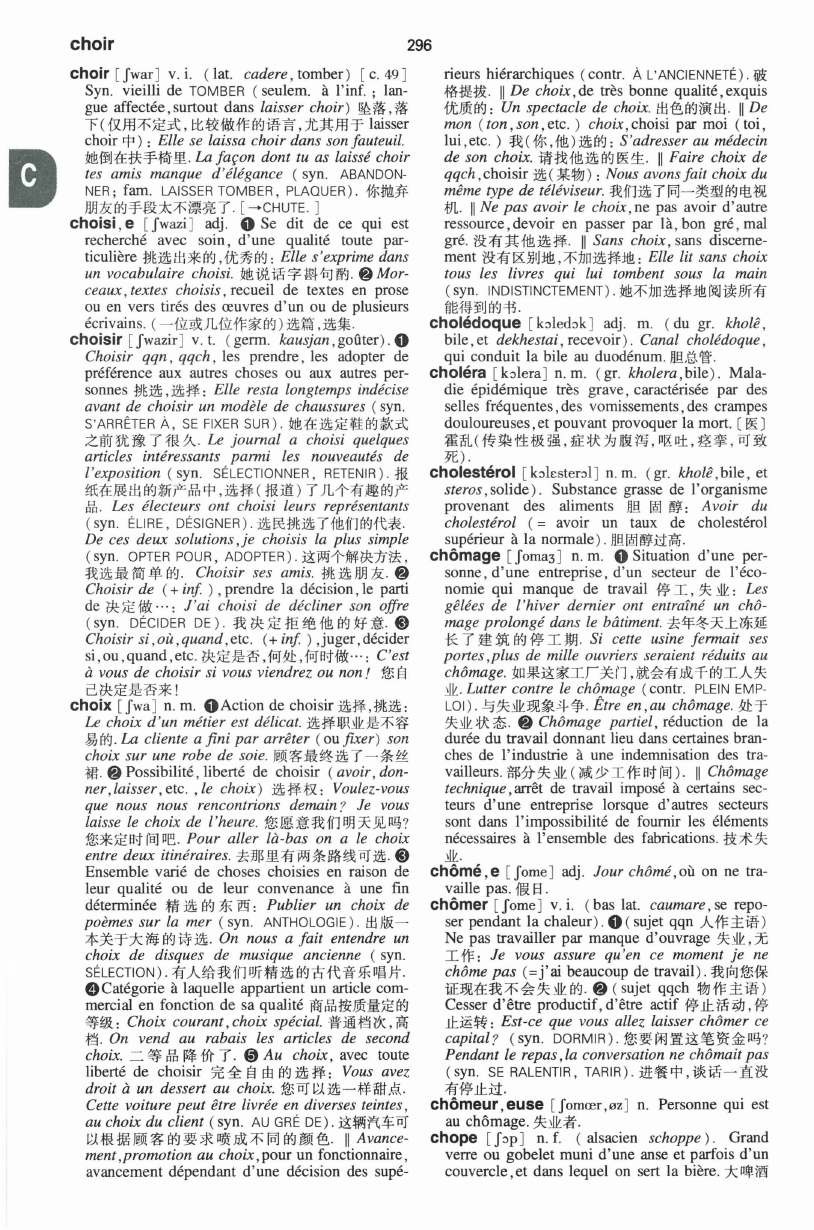 choir
296
choir [ʃwar] v. i. (lat. cadere, tomber) [c. 49]
Syn. vieilli de TOMBER (seulem. à l'inf. ; lan-
gue affectée, surtout dans laisser choir) 坠落,落
下(仅用不定式,比较做作的语言,尤其用于 laisser
choir 中) : Elle se laissa choir dans son fauteuil.
她倒在扶手椅里. La façon dont tu as laissé choir
tes amis manque d'élégance (syn. ABANDON-
NER; fam. LAISSER TOMBER, PLAQUER). 你抛弃
朋友的手段太不漂亮了. [→CHUTE. ]
choisi, e [ʃwazi] adj. ❶ Se dit de ce qui est
recherché avec soin, d'une qualité toute par-
ticulière 挑选出来的,优秀的: Elle s'exprime dans
un vocabulaire choisi. 她说话字斟句酌. ❷ Mor-
ceaux, textes choisis, recueil de textes en prose
ou en vers tirés des œuvres d'un ou de plusieurs
écrivains. (一位或几位作家的)选篇,选集.
choisir [ʃwazir] v. t. (germ. kausjan, goûter). ❶
Choisir qqn, qqch, les prendre, les adopter de
préférence aux autres choses ou aux autres per-
sonnes 挑选,选择: Elle resta longtemps indécise
avant de choisir un modèle de chaussures (syn.
S'ARRÊTER À, SE FIXER SUR). 她在选定鞋的款式
之前犹豫了很久. Le journal a choisi quelques
articles intéressants parmi les nouveautés de
l'exposition (syn. SÉLECTIONNER, RETENIR). 报
纸在展出的新产品中,选择(报道)了几个有趣的产
品. Les électeurs ont choisi leurs représentants
(syn. ÉLIRE, DÉSIGNER). 选民挑选了他们的代表.
De ces deux solutions, je choisis la plus simple
(syn. OPTER POUR, ADOPTER). 这两个解决方法,
我选最简单的. Choisir ses amis. 挑选朋友. ❷
Choisir de (+ inf. ), prendre la décision, le parti
de 决定做…: J'ai choisi de décliner son offre
(syn. DÉCIDER DE). 我决定拒绝他的好意. ❸
Choisir si, où, quand, etc. (+ inf. ), juger, décider
si, ou, quand, etc. 决定是否,何处,何时做…: C'est
à vous de choisir si vous viendrez ou non! 您自
己决定是否来!
choix [ʃwa] n. m. ❶ Action de choisir 选择,挑选:
Le choix d'un métier est délicat. 选择职业是不容
易的. La cliente a fini par arrêter (ou fixer) son
choix sur une robe de soie. 顾客最终选了一条丝
裙. ❷ Possibilité, liberté de choisir (avoir, don-
ner, laisser, etc. , le choix) 选择权: Voulez-vous
que nous nous rencontrions demain? Je vous
laisse le choix de l'heure. 您愿意我们明天见吗?
您来定时间吧. Pour aller là-bas on a le choix
entre deux itinéraires. 去那里有两条路线可选. ❸
Ensemble varié de choses choisies en raison de
leur qualité ou de leur convenance à une fin
déterminée 精选的东西: Publier un choix de
poèmes sur la mer (syn. ANTHOLOGIE). 出版一
本关于大海的诗选. On nous a fait entendre un
choix de disques de musique ancienne (syn.
SÉLECTION). 有人给我们听精选的古代音乐唱片.
❹ Catégorie à laquelle appartient un article com-
mercial en fonction de sa qualité 商品按质量定的
等级: Choix courant, choix spécial. 普通档次,高
档. On vend au rabais les articles de second
choix. 二等品降价了. ❺ Au choix, avec toute
liberté de choisir 完全自由的选择: Vous avez
droit à un dessert au choix. 您可以选一样甜点.
Cette voiture peut être livrée en diverses teintes,
au choix du client (syn. AU GRÉ DE). 这辆汽车可
以根据顾客的要求喷成不同的颜色. ‖ Avance-
ment, promotion au choix, pour un fonctionnaire,
avancement dépendant d'une décision des supé-
rieurs hiérarchiques (contr. À L'ANCIENNETÉ). 破
格提拔. ‖ De choix, de très bonne qualité, exquis
优质的: Un spectacle de choix. 出色的演出. ‖ De
mon (ton, son, etc. ) choix, choisi par moi (toi,
lui, etc. ) 我(你,他)选的: S'adresser au médecin
de son choix. 请找他选的医生. ‖ Faire choix de
qqch, choisir 选(某物) : Nous avons fait choix du
même type de téléviseur. 我们选了同一类型的电视
机. ‖ Ne pas avoir le choix, ne pas avoir d'autre
ressource, devoir en passer par là, bon gré, mal
gré. 没有其他选择. ‖ Sans choix, sans discerne-
ment 没有区别地,不加选择地: Elle lit sans choix
tous les livres qui lui tombent sous la main
(syn. INDISTINCTEMENT). 她不加选择地阅读所有
能得到的书.
cholédoque [kɔledɔk] adj. m. (du gr. kholê,
bile, et dekhestai, recevoir). Canal cholédoque,
qui conduit la bile au duodénum. 胆总管.
choléra [kɔlera] n. m. (gr. kholera, bile). Mala-
die épidémique très grave, caractérisée par des
selles fréquentes, des vomissements, des crampes
douloureuses, et pouvant provoquer la mort. 〔医〕
霍乱(传染性极强,症状为腹泻,呕吐,痉挛,可致
死).
cholestérol [kɔlɛsterɔl] n. m. (gr. kholê, bile, et
steros, solide). Substance grasse de l'organisme
provenant des aliments 胆固醇: Avoir du
cholestérol (= avoir un taux de cholestérol
supérieur à la normale). 胆固醇过高.
chômage [ʃomaʒ] n. m. ❶ Situation d'une per-
sonne, d'une entreprise, d'un secteur de l'éco-
nomie qui manque de travail 停工,失业: Les
gêlées de l'hiver dernier ont entraîné un chô-
mage prolongé dans le bâtiment. 去年冬天上冻延
长了建筑的停工期. Si cette usine fermait ses
portes, plus de mille ouvriers seraient réduits au
chômage. 如果这家工厂关门,就会有成千的工人失
业. Lutter contre le chômage (contr. PLEIN EMP-
LOI). 与失业现象斗争. Être en, au chômage. 处于
失业状态. ❷ Chômage partiel, réduction de la
durée du travail donnant lieu dans certaines bran-
ches de l'industrie à une indemnisation des tra-
vailleurs. 部分失业(减少工作时间). ‖ Chômage
technique, arrêt de travail imposé à certains sec-
teurs d'une entreprise lorsque d'autres secteurs
sont dans l'impossibilité de fournir les éléments
nécessaires à l'ensemble des fabrications. 技术失
业.
chômé, e [ʃome] adj. Jour chômé, où on ne tra-
vaille pas. 假日.
chômer [ʃome] v. i. (bas lat. caumare, se repo-
ser pendant la chaleur). ❶ (sujet qqn 人作主语)
Ne pas travailler par manque d'ouvrage 失业,无
工作: Je vous assure qu'en ce moment je ne
chôme pas (=j'ai beaucoup de travail). 我向您保
证现在我不会失业的. ❷ (sujet qqch 物作主语)
Cesser d'être productif, d'être actif 停止活动,停
止运转: Est-ce que vous allez laisser chômer ce
capital? (syn. DORMIR). 您要闲置这笔资金吗?
Pendant le repas, la conversation ne chômait pas
(syn. SE RALENTIR, TARIR). 进餐中,谈话一直没
有停止过.
chômeur, euse [ʃomœr, øz] n. Personne qui est
au chômage. 失业者.
chope [ʃɔp] n. f. (alsacien schoppe). Grand
verre ou gobelet muni d'une anse et parfois d'un
couvercle, et dans lequel on sert la bière. 大啤酒
C